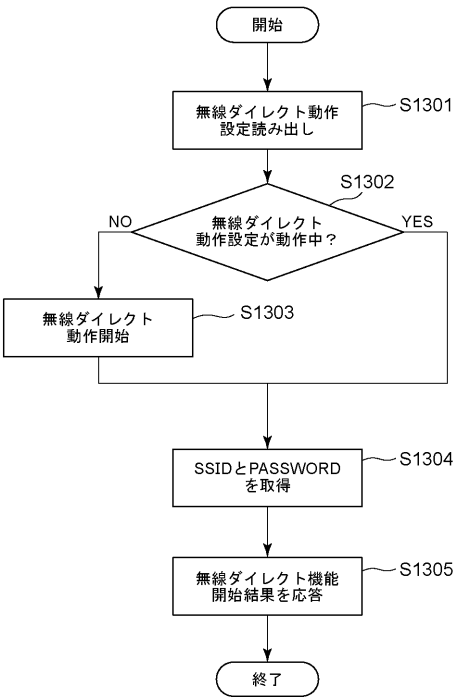 開始
無線ダイレクト動作
設定読み出し
S1301
S1302
無線ダイレクト
動作設定が動作中？
NO
YES
無線ダイレクト
動作開始
S1303
SSIDとPASSWORD
を取得
S1304
無線ダイレクト機能
開始結果を応答
S1305
終了